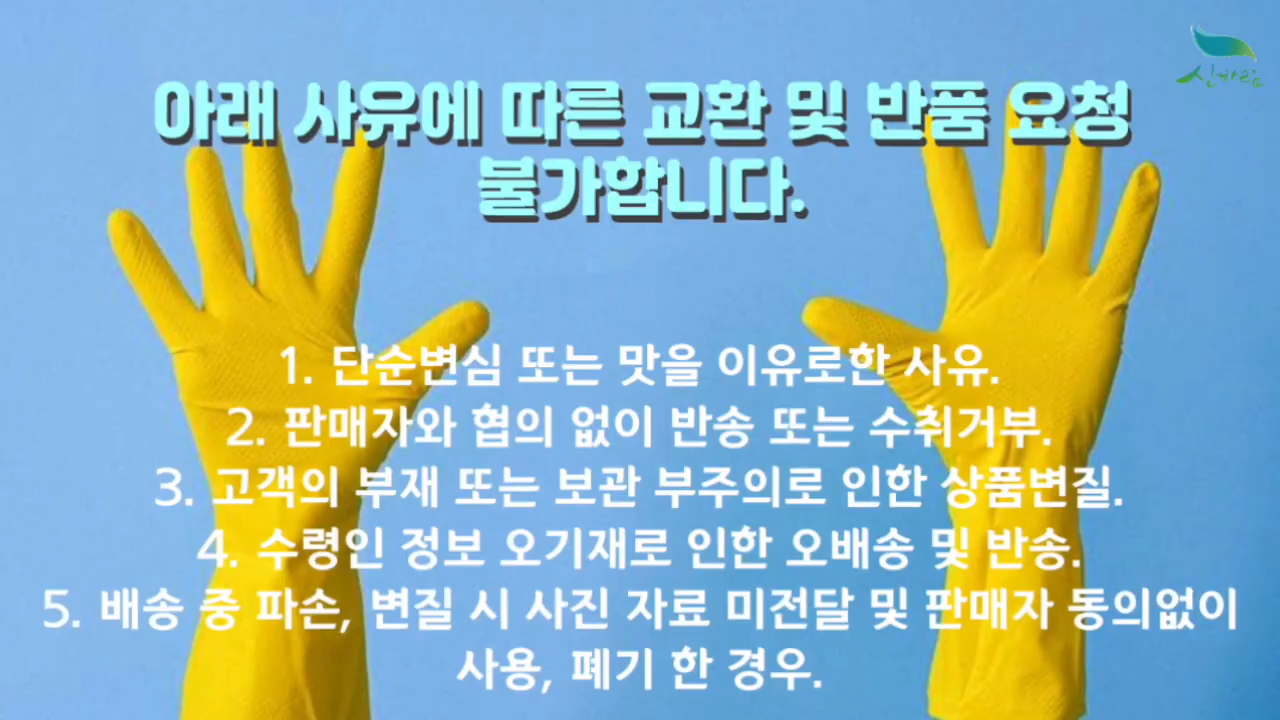 신바람
아래 사유에 따른 교환 및 반품 요청
불가합니다.
1. 단순변심 또는 맛을 이유로한 사유.
2. 판매자와 협의 없이 반송 또는 수취거부.
3. 고객의 부재 또는 보관 부주의로 인한 상품변질.
4. 수령인 정보 오기재로 인한 오배송 및 반송.
5. 배송 중 파손, 변질 시 사진 자료 미전달 및 판매자 동의없이
사용, 폐기 한 경우.